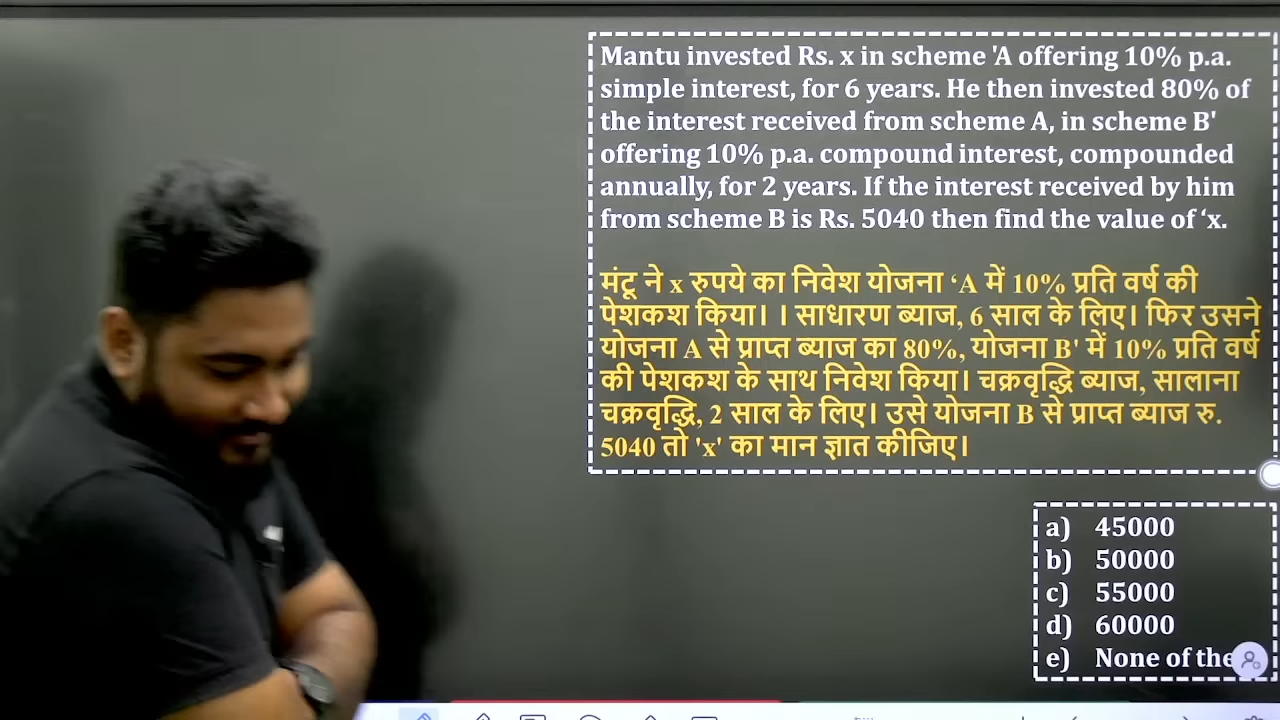 Mantu invested Rs. x in scheme 'A offering 10% p.a.
simple interest, for 6 years. He then invested 80% of
the interest received from scheme A, in scheme B'
offering 10% p.a. compound interest, compounded
annually, for 2 years. If the interest received by him
from scheme B is Rs. 5040 then find the value of ‘x.
मंटू ने x रुपये का निवेश योजना ‘A में 10% प्रति वर्ष की
पेशकश किया। । साधारण ब्याज, 6 साल के लिए। फिर उसने
योजना A से प्राप्त ब्याज का 80%, योजना B' में 10% प्रति वर्ष
की पेशकश के साथ निवेश किया। चक्रवृद्धि ब्याज, सालाना
चक्रवृद्धि, 2 साल के लिए। उसे योजना B से प्राप्त ब्याज रु.
5040 तो 'x' का मान ज्ञात कीजिए।
a) 45000
b) 50000
c) 55000
d) 60000
e) None of the